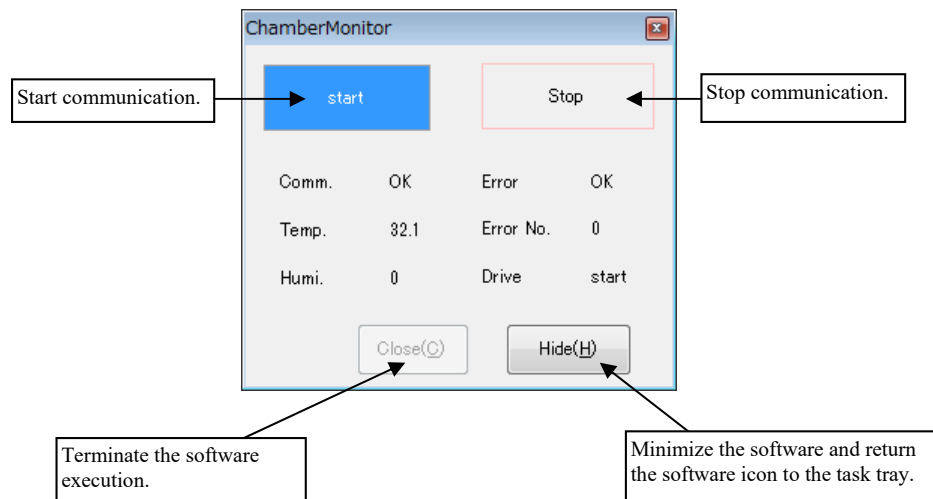 ChamberMonitor
Start communication.
start
Stop
Stop communication.
Comm. OK Error OK
Temp. 32.1 Error No. 0
Humi. 0 Drive start
Close(C) Hide(H)
Terminate the software
execution.
Minimize the software and return
the software icon to the task tray.